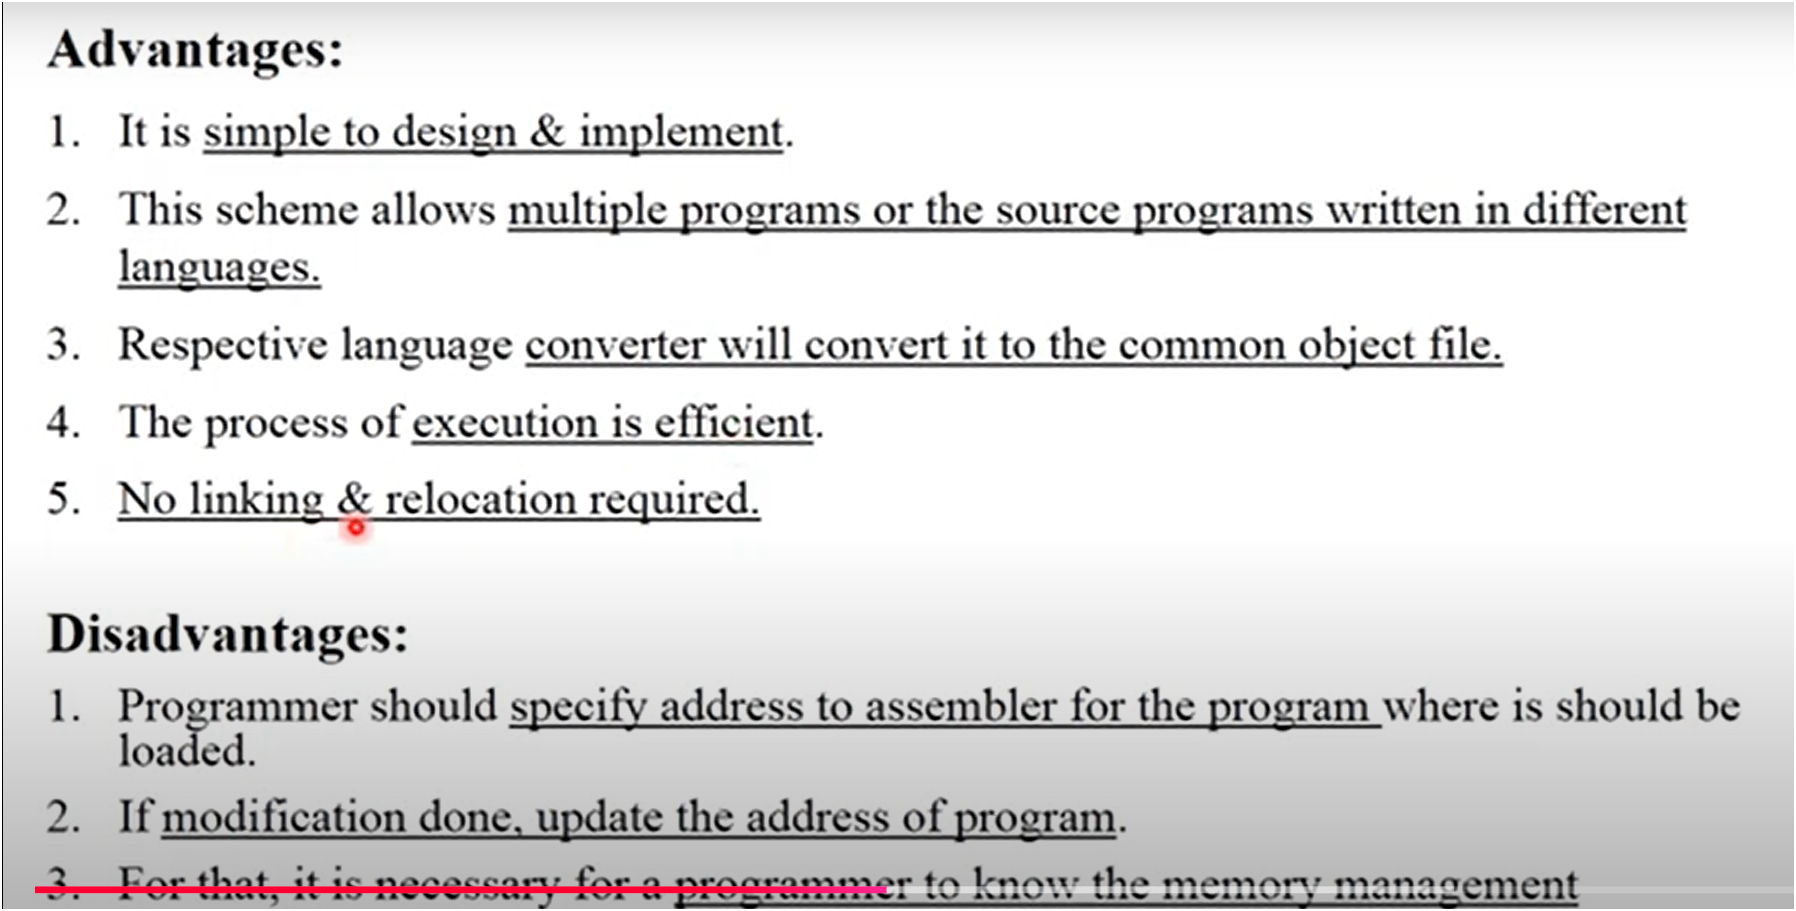 Advantages:
1. It is simple to design & implement.
2. This scheme allows multiple programs or the source programs written in different
languages.
3. Respective language converter will convert it to the common object file.
4. The process of execution is efficient.
5. No linking & relocation required.
Disadvantages:
1. Programmer should specify address to assembler for the program where is should be
loaded.
2. If modification done, update the address of program.
3. For that, it is necessary for a programmer to know the memory management